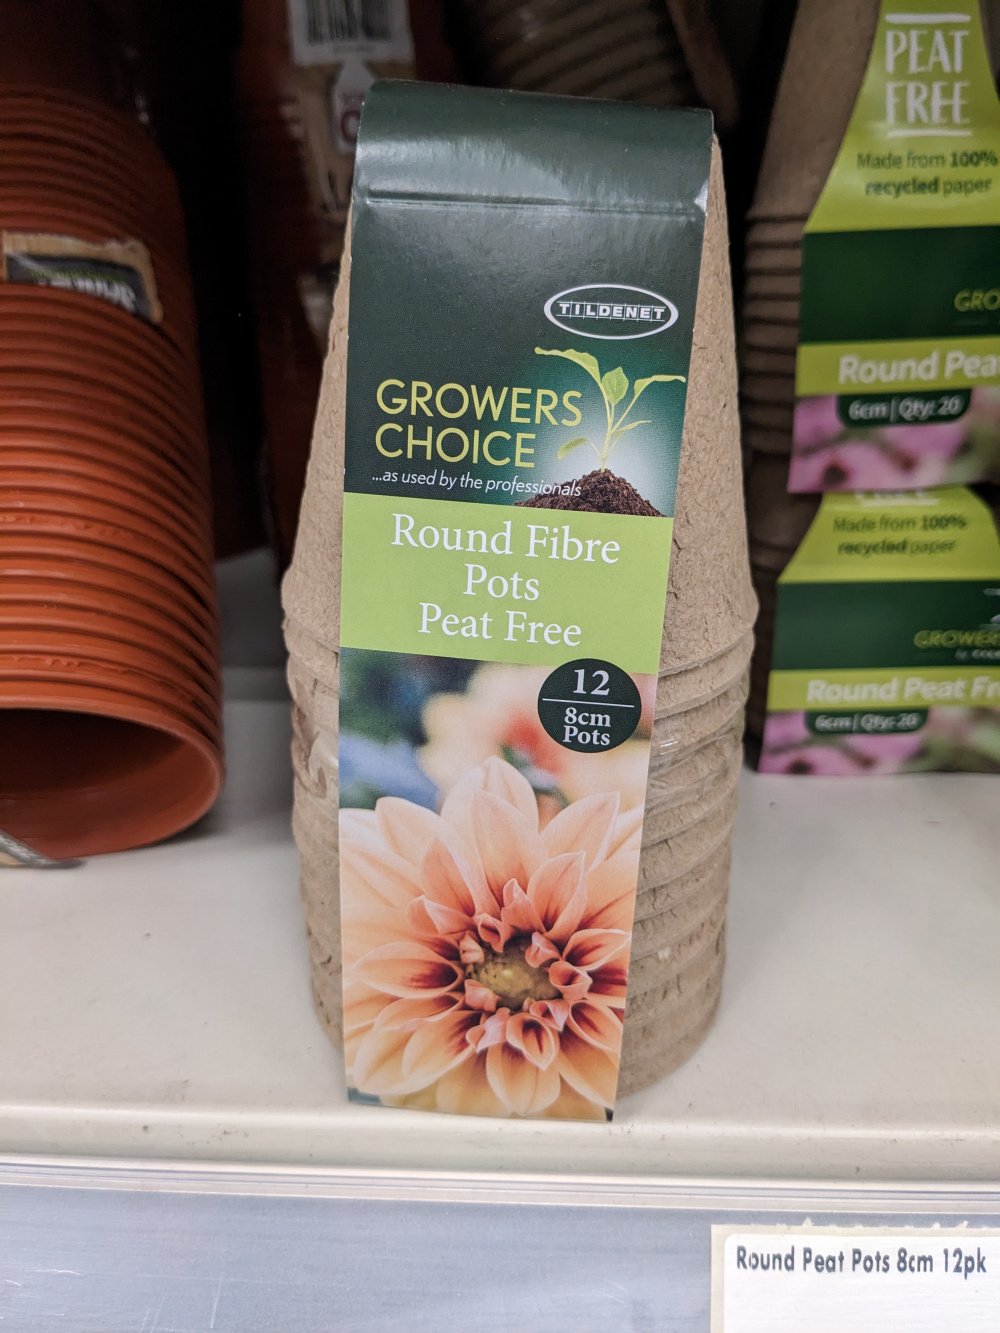 TILDENET
GROWERS
CHOICE
...as used by the professionals
Round Fibre
Pots
Peat Free
12
8cm
Pots
PEAT
FREE
Made from 100%
recycled paper
GRO
Round Pea
6cm | Qty: 20
Made from 100%
recycled paper
GROWER
Round Peat Fr
6cm | Qty: 20
Round Peat Pots 8cm 12pk